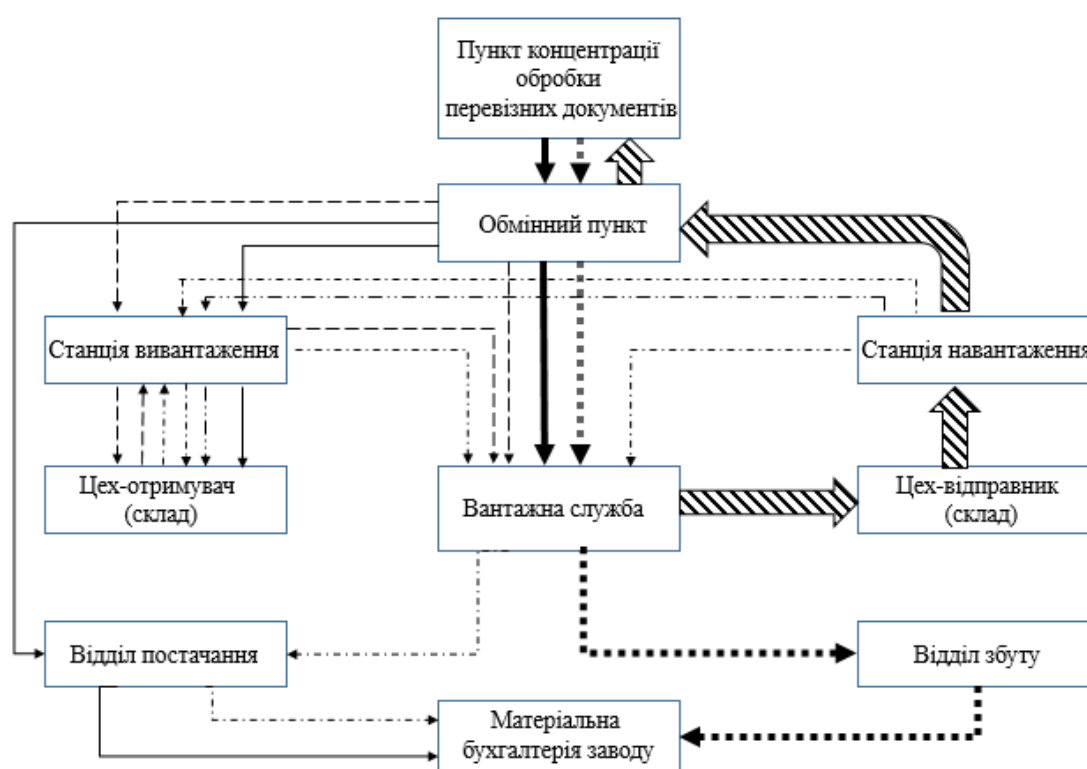 Пункт концентрації
обробки
перевізних документів
Обмінний пункт
Станція вивантаження
Станція навантаження
Цех-отримувач
(склад)
Вантажна служба
Цех-відправник
(склад)
Відділ постачання
Відділ збуту
Матеріальна
бухгалтерія заводу